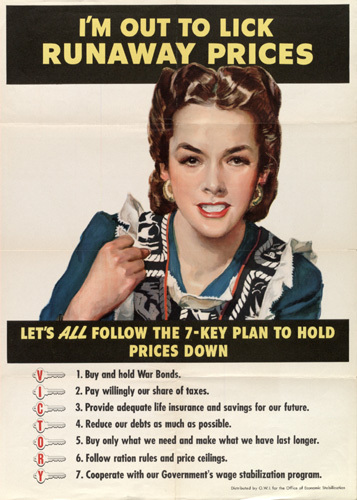 I'M OUT TO LICK
RUNAWAY PRICES
LET'S ALL FOLLOW THE 7-KEY PLAN TO HOLD
PRICES DOWN
V 1. Buy and hold War Bonds.
I 2. Pay willingly our share of taxes.
C 3. Provide adequate life insurance and savings for our future.
T 4. Reduce our debts as much as possible.
O 5. Buy only what we need and make what we have last longer.
R 6. Follow ration rules and price ceilings.
Y 7. Cooperate with our Government's wage stabilization program.
Distributed by O.W.I. for the Office of Economic Stabilization